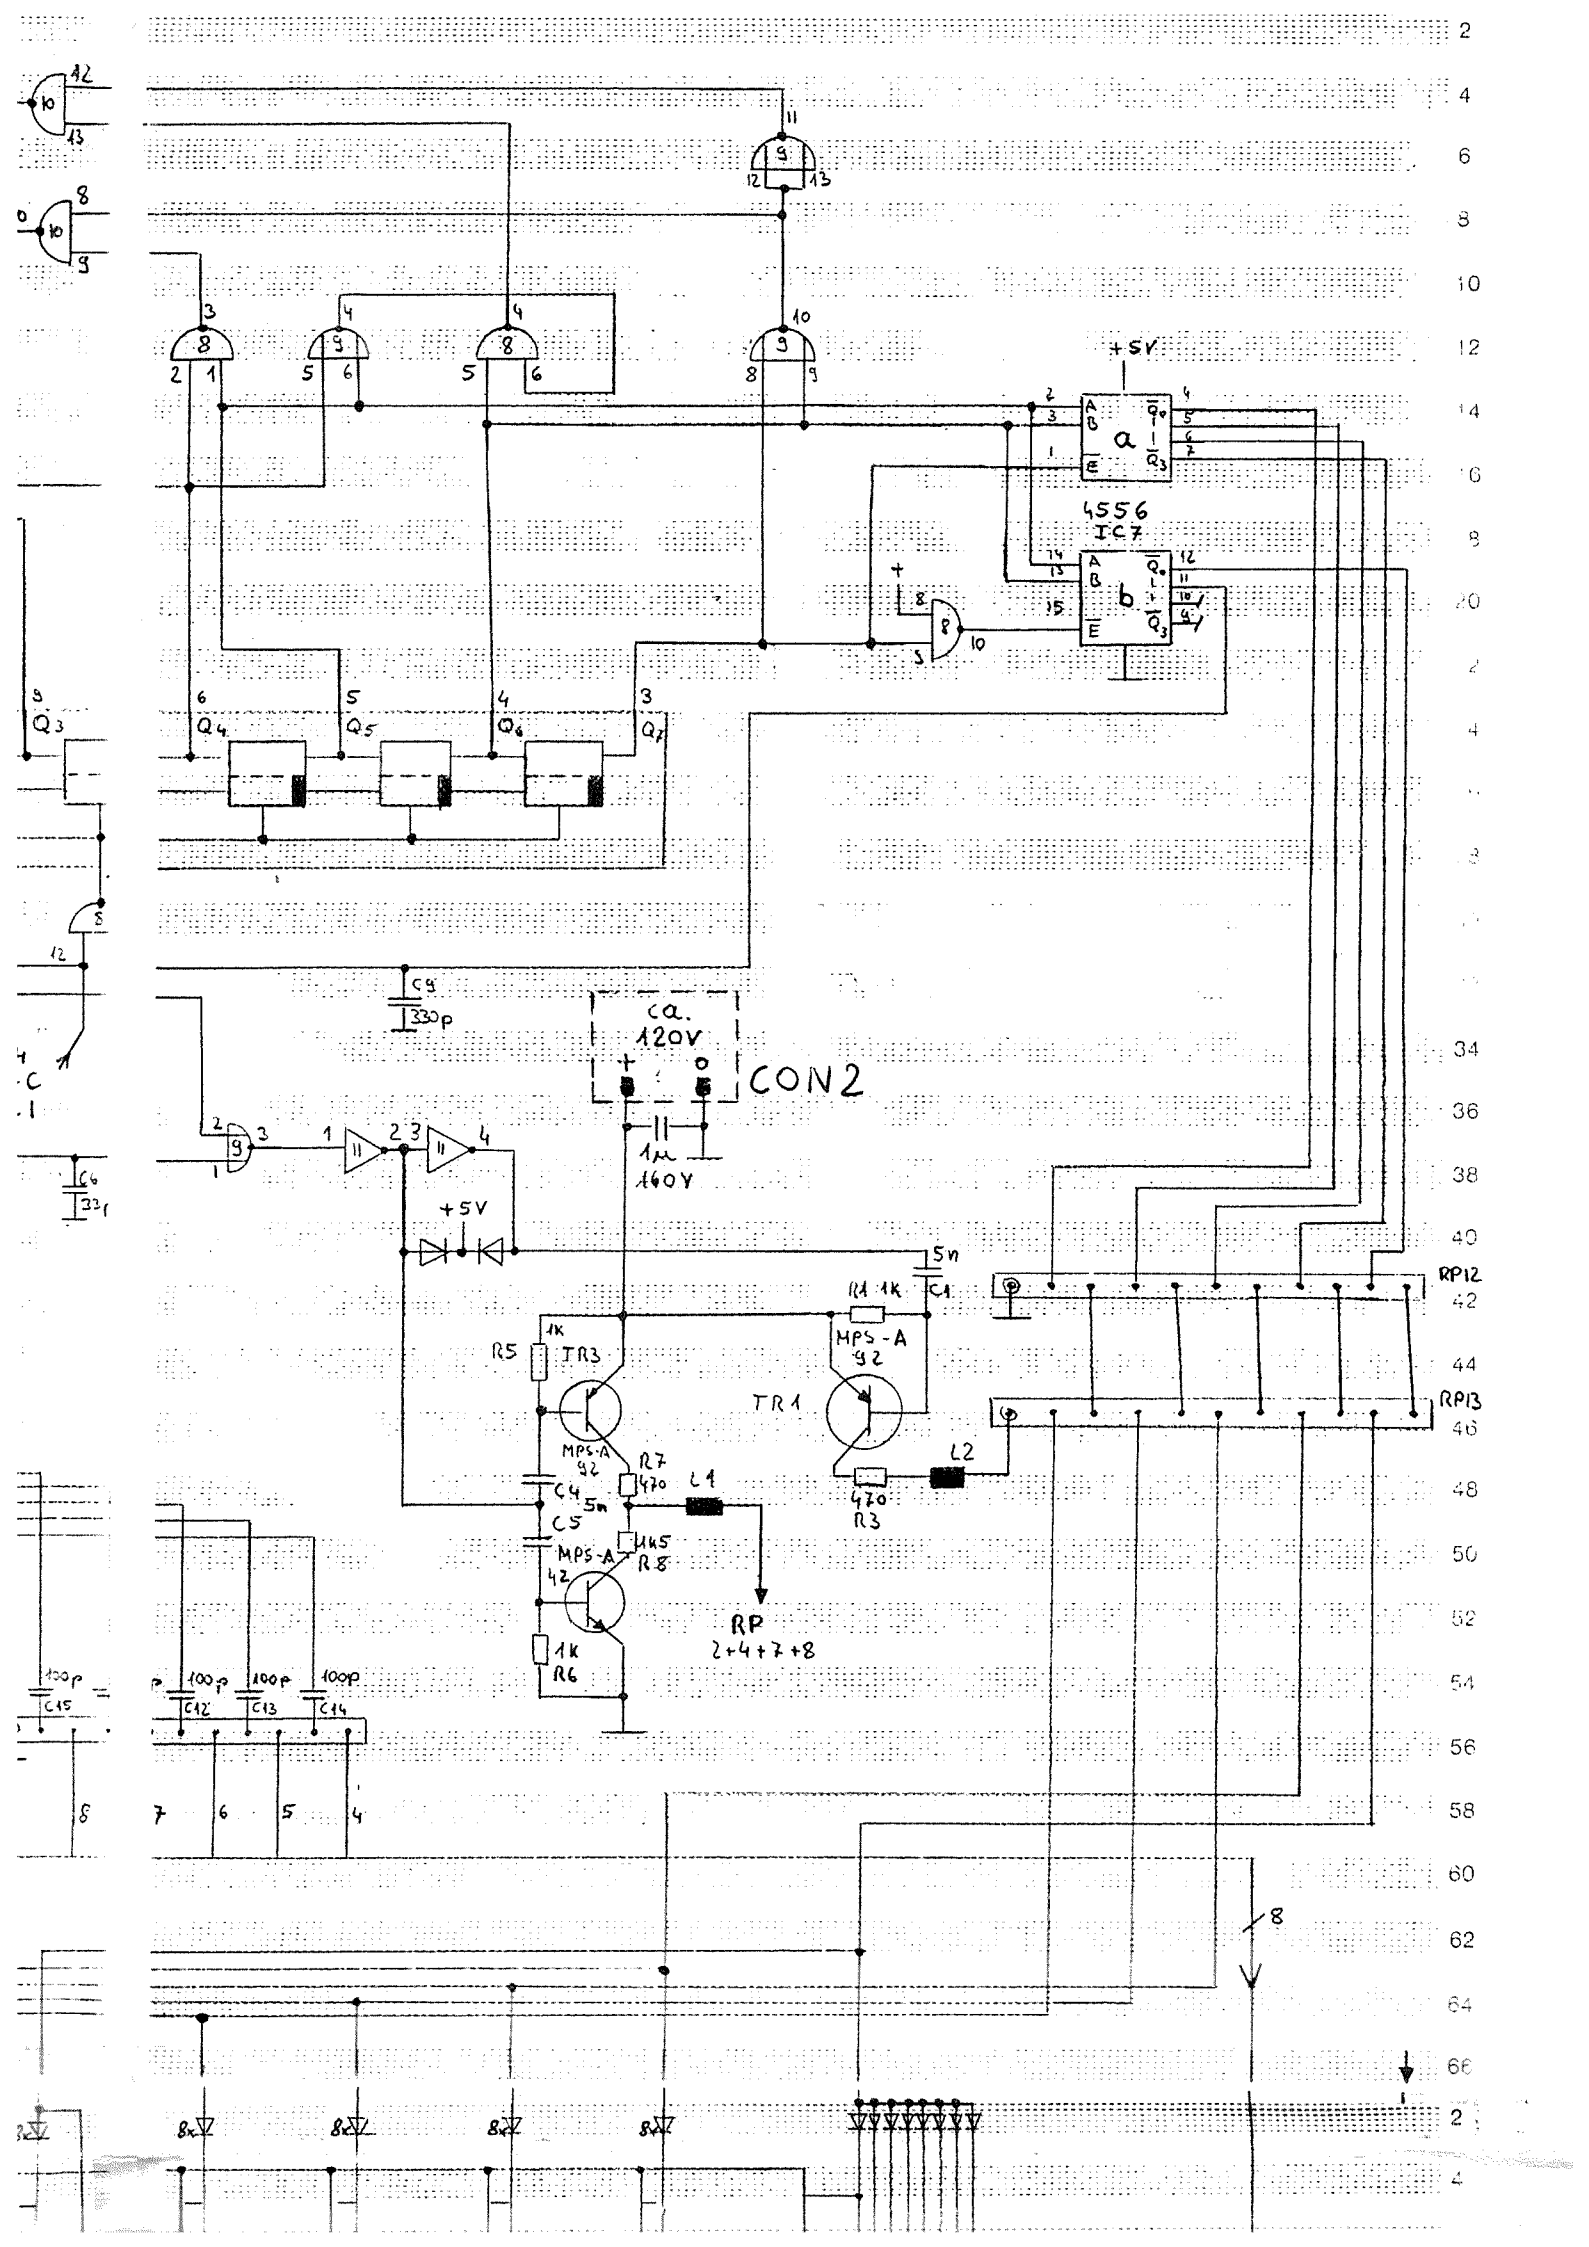 2
12
10
13
4
11
9
12 13
6
8
10
9
8
10
3
8
2 1
4
9
5 6
4
8
5 6
10
9
8 9
12
+5V
2
3
1
A
B
E
a
Q0
Q3
4
5
6
7
14
4556
IC7
14
13
15
A
B
E
b
Q0
Q3
12
11
10
9
+
8
8
10
20
9
Q3
6
Q4
5
Q5
4
Q6
3
Q7
8
12
C9
330p
ca.
120V
+ 0
CON2
1µ
160V
34
36
38
40
2
9
3
1
1
11
2 3
11
4
C6
+5V
5n
C1
R1 1K
MPS-A
92
TR1
RP12
42
44
RP13
46
1K
R5
TR3
MPS-A
92
R7
470
C4
5n
L1
C5
1k5
R8
MPS-A
42
1K
R6
RP
2+4+7+8
L2
470
R3
48
50
52
54
56
58
60
62
64
66
100p
C15
100p
C12
100p
C13
100p
C14
8
7
6
5
4
8
8x
8x
8x
8x
2
4